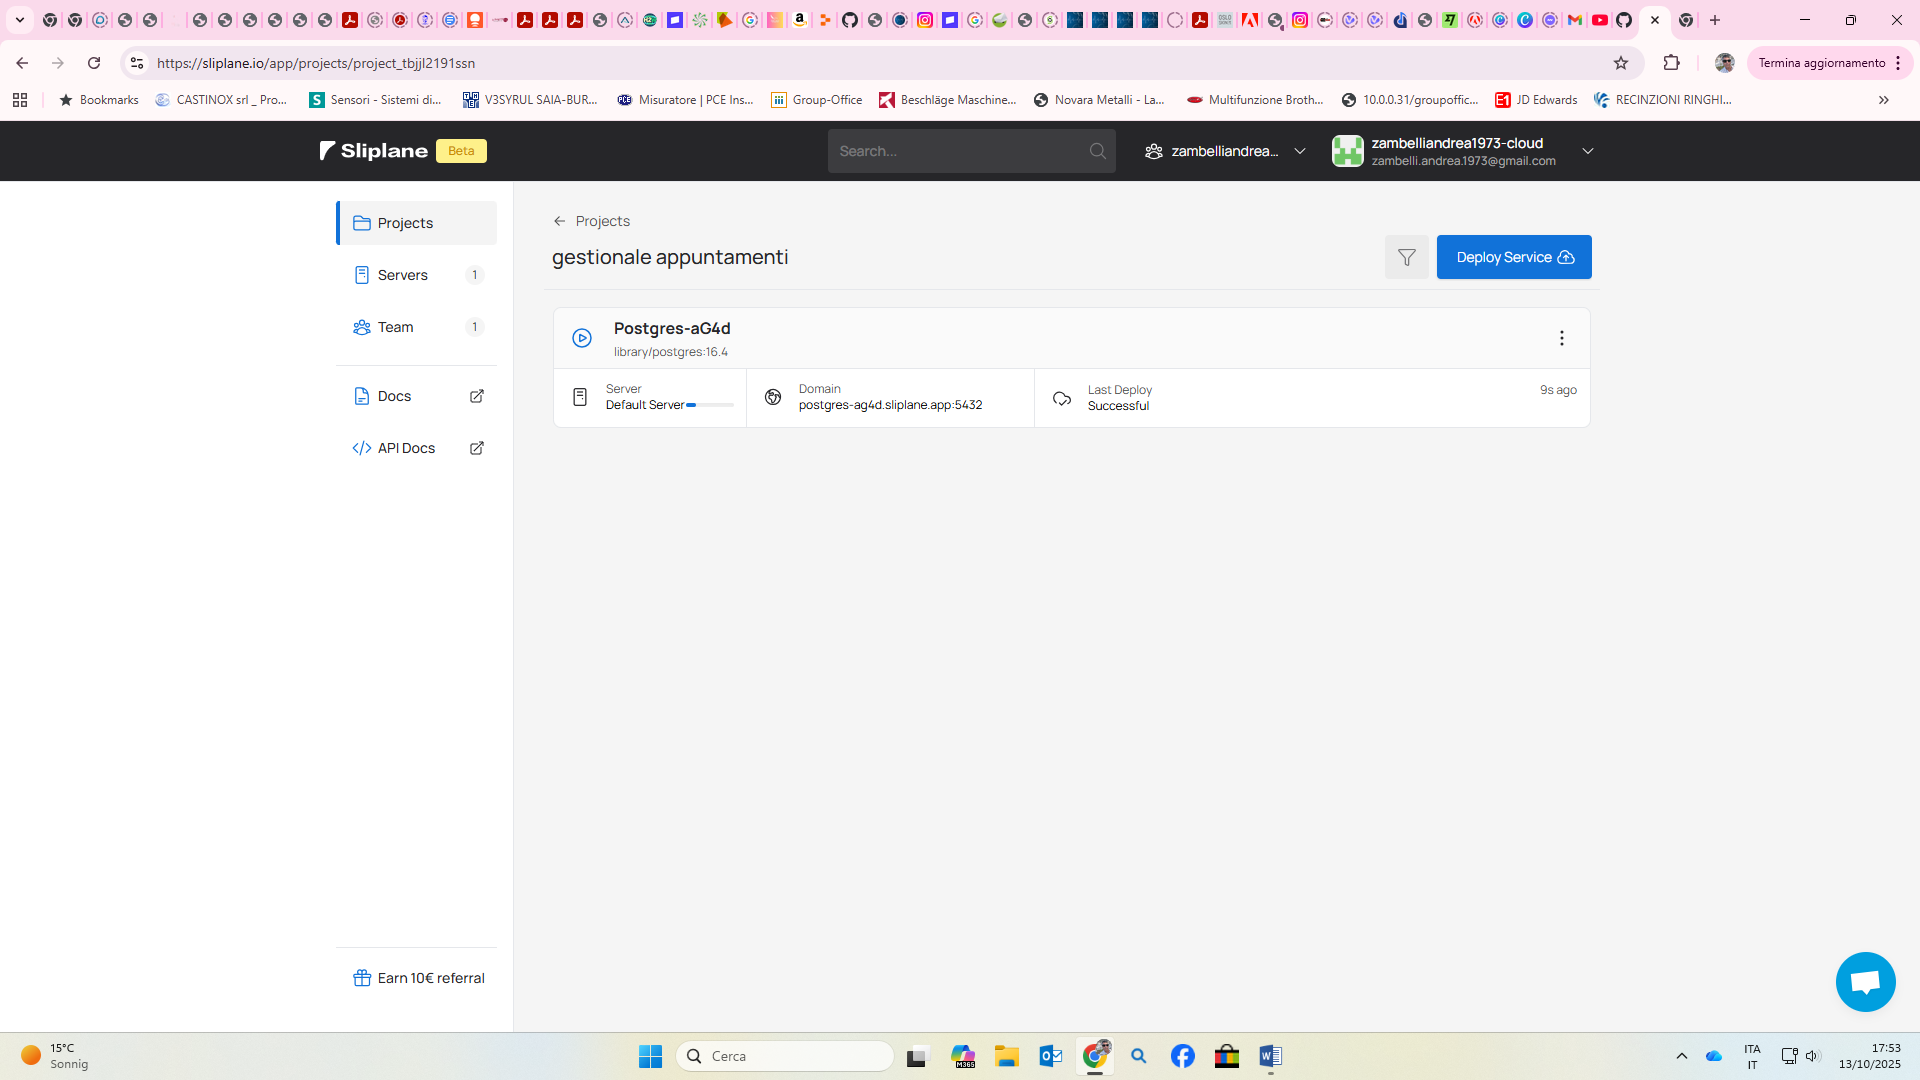 https://sliplane.io/app/projects/project_tbjjl2191ssn
Termina aggiornamento
Bookmarks
CASTINOX srl _ Pro...
Sensori - Sistemi di...
V3SYRUL SAIA-BUR...
Misuratore | PCE Ins...
Group-Office
Beschläge Maschine...
Novara Metalli - La...
Multifunzione Broth...
10.0.0.31/groupoffic...
JD Edwards
RECINZIONI RINGHI...
Sliplane
Beta
Search...
zambelliandrea...
zambelliandrea1973-cloud
zambelli.andrea.1973@gmail.com
Projects
Servers 1
Team 1
Docs
API Docs
Earn 10€ referral
Projects
gestionale appuntamenti
Deploy Service
Postgres-aG4d
library/postgres:16.4
Server
Default Server
Domain
postgres-ag4d.sliplane.app:5432
Last Deploy
Successful
9s ago
15°C
Sonnig
Cerca
ITA
IT
17:53
13/10/2025